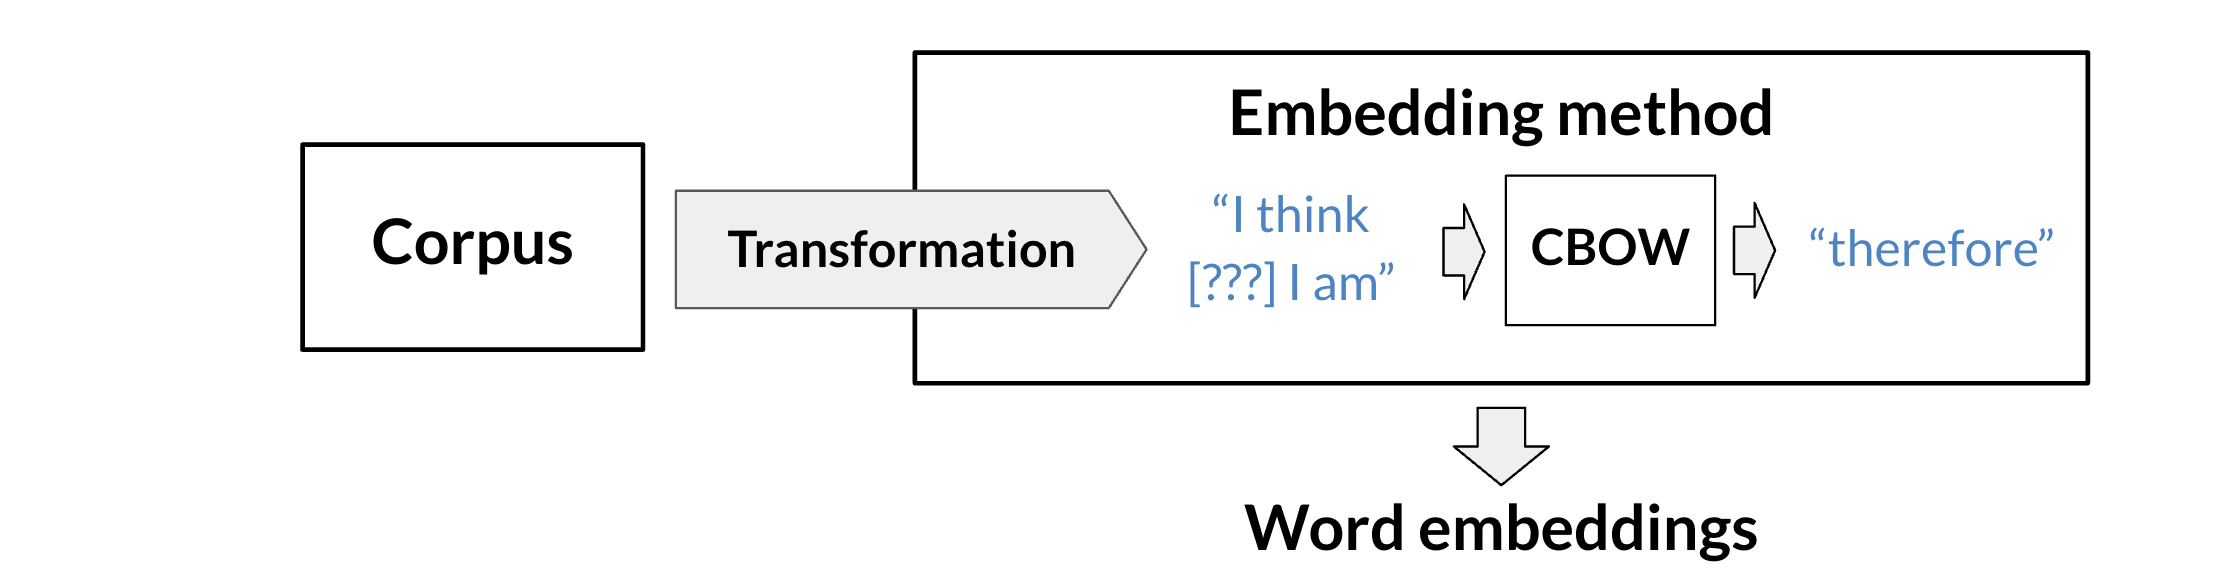 Embedding method
Corpus
Transformation
“I think
[???] I am”
CBOW
“therefore”
Word embeddings